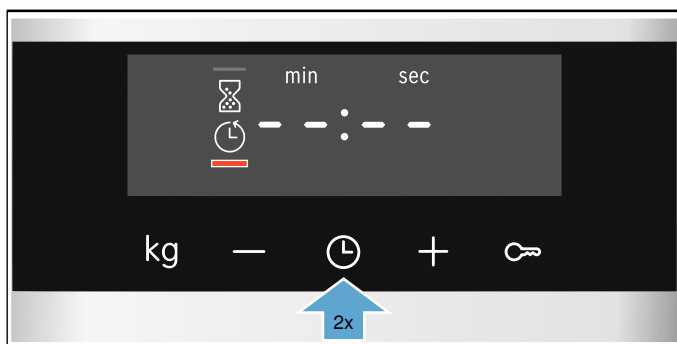 min sec
--:--
kg − +
2x